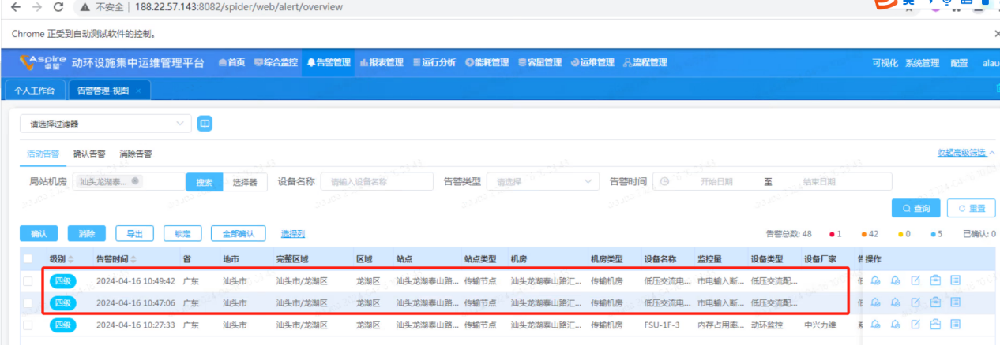 不安全 188.22.57.143:8082/spider/web/alert/overview
Chrome 正受到自动测试软件的控制。
Aspire 卓望 动环设施集中运维管理平台 首页 综合监控 告警管理 报表管理 运行分析 能耗管理 容量管理 运维管理 流程管理 可视化 系统管理 配置 alau
个人工作台 告警管理-视图
请选择过滤器
活动告警 确认告警 消除告警 收起高级筛选
局站机房 汕头龙湖泰... 搜索 选择器 设备名称 请输入设备名称 告警类型 请选择 告警时间 开始日期 至 结束日期
查询 重置
确认 消除 导出 锁定 全部确认 选择列 告警总数: 48 1 42 0 5 已确认: 0
级别 告警时间 省 地市 完整区域 区域 站点 站点类型 机房 机房类型 设备名称 监控量 设备类型 设备厂家 操作
四级 2024-04-16 10:49:42 广东 汕头市 汕头市/龙湖区 龙湖区 汕头龙湖泰山路... 传输节点 汕头龙湖泰山路汇... 传输机房 低压交流电... 市电输入断... 低压交流配...
四级 2024-04-16 10:47:06 广东 汕头市 汕头市/龙湖区 龙湖区 汕头龙湖泰山路... 传输节点 汕头龙湖泰山路汇... 传输机房 低压交流电... 市电输入断... 低压交流配...
四级 2024-04-16 10:27:33 广东 汕头市 汕头市/龙湖区 龙湖区 汕头龙湖泰山路... 传输节点 汕头龙湖泰山路汇... 传输机房 FSU-1F-3 内存占用率... 动环监控 中兴力维